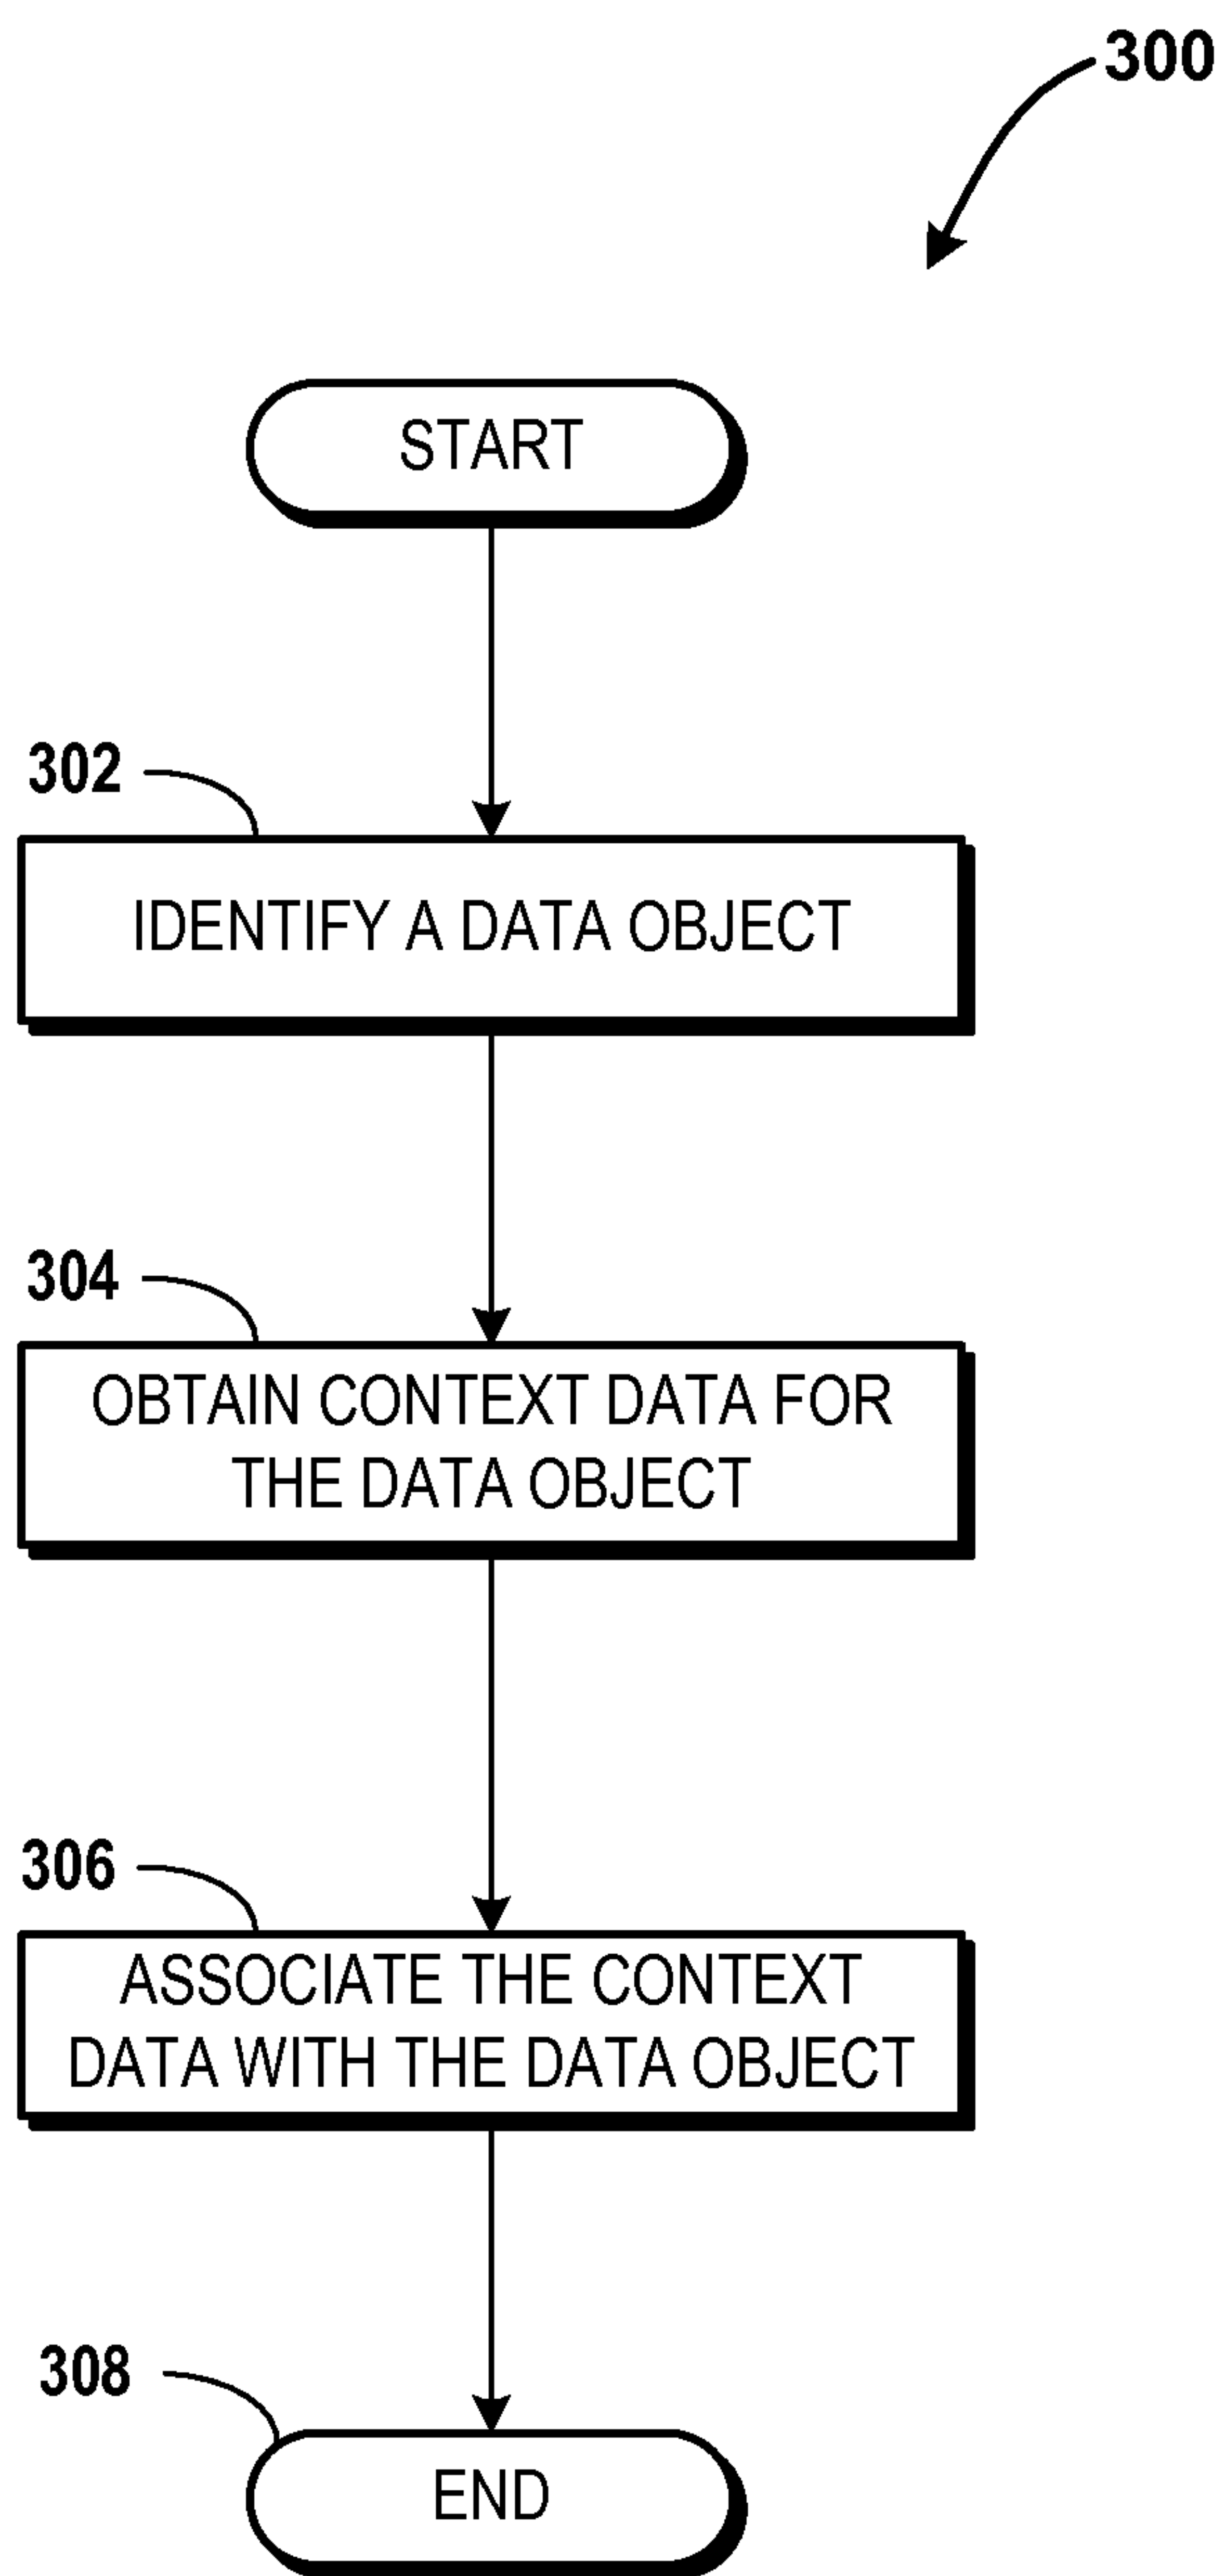 300
START
302
IDENTIFY A DATA OBJECT
304
OBTAIN CONTEXT DATA FOR
THE DATA OBJECT
306
ASSOCIATE THE CONTEXT
DATA WITH THE DATA OBJECT
308
END